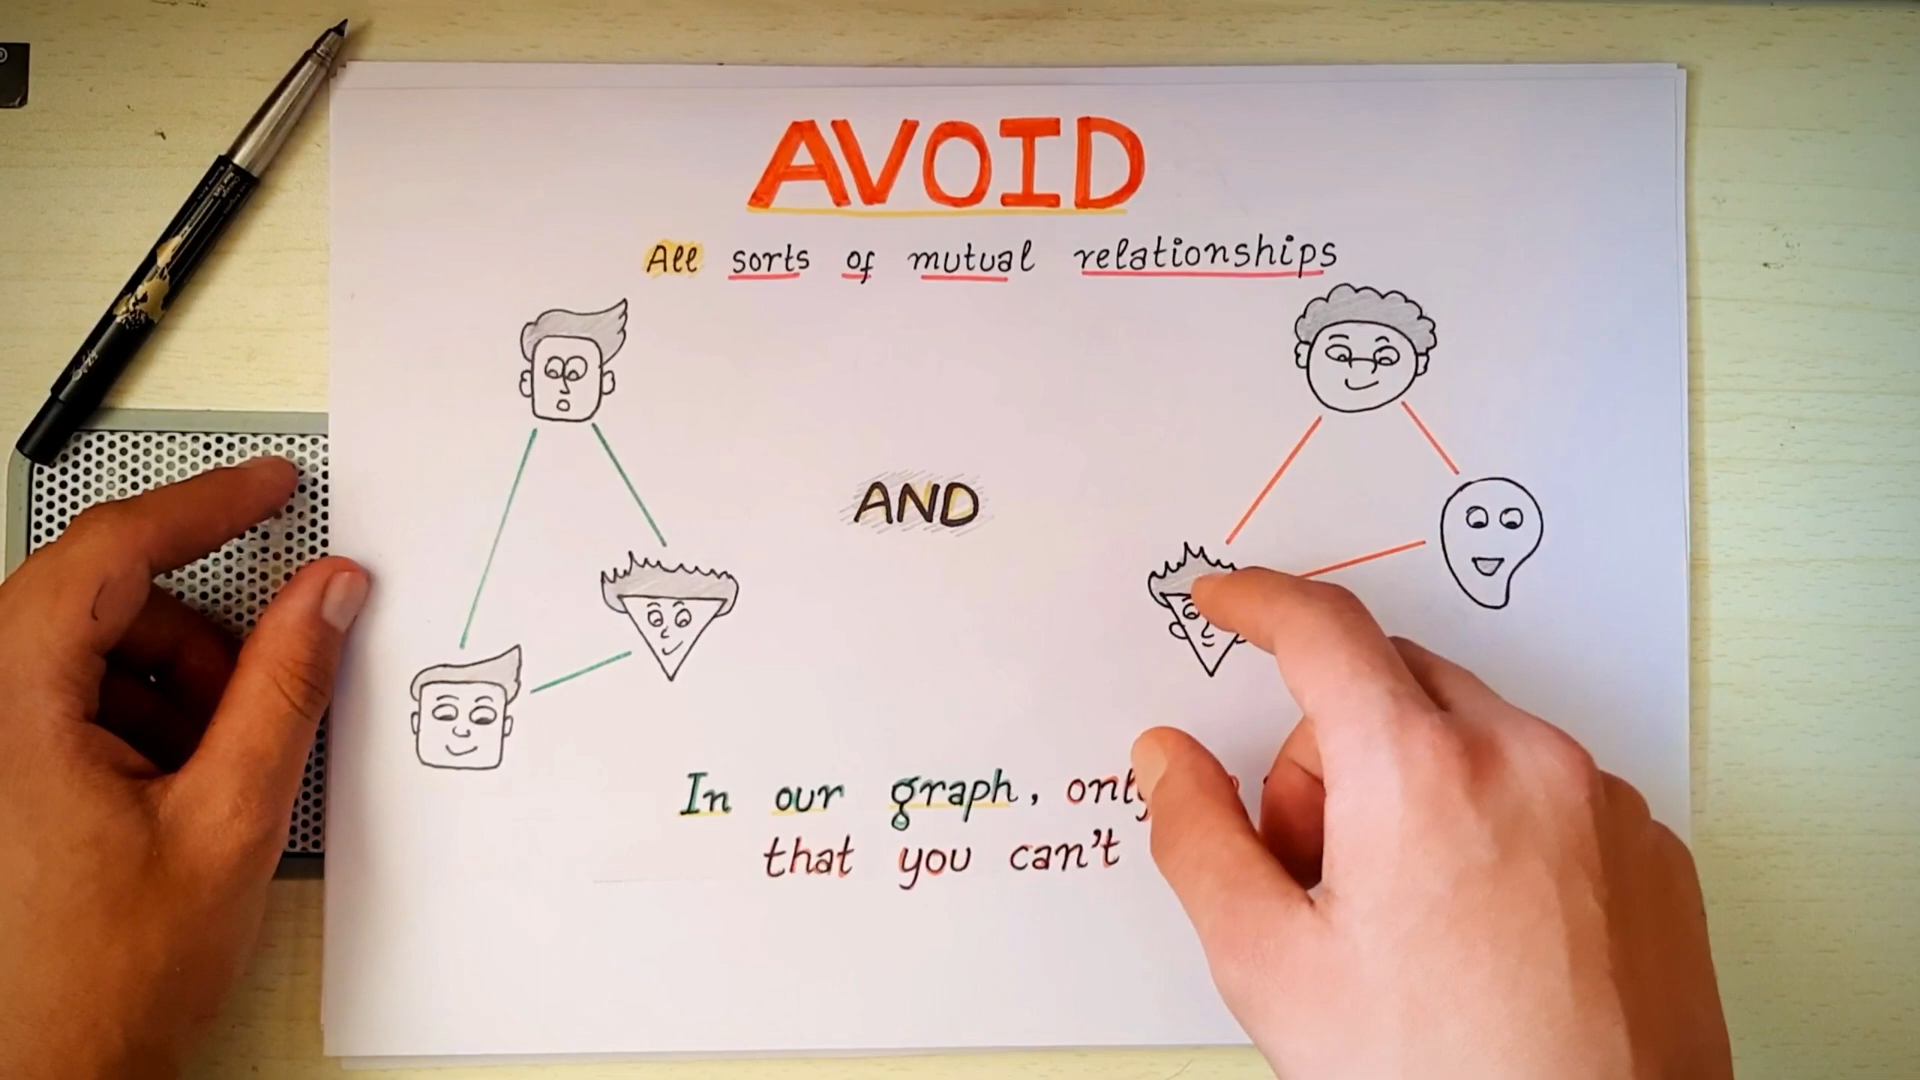 AVOID
All sorts of mutual relationships
AND
In our graph, only
that you can't